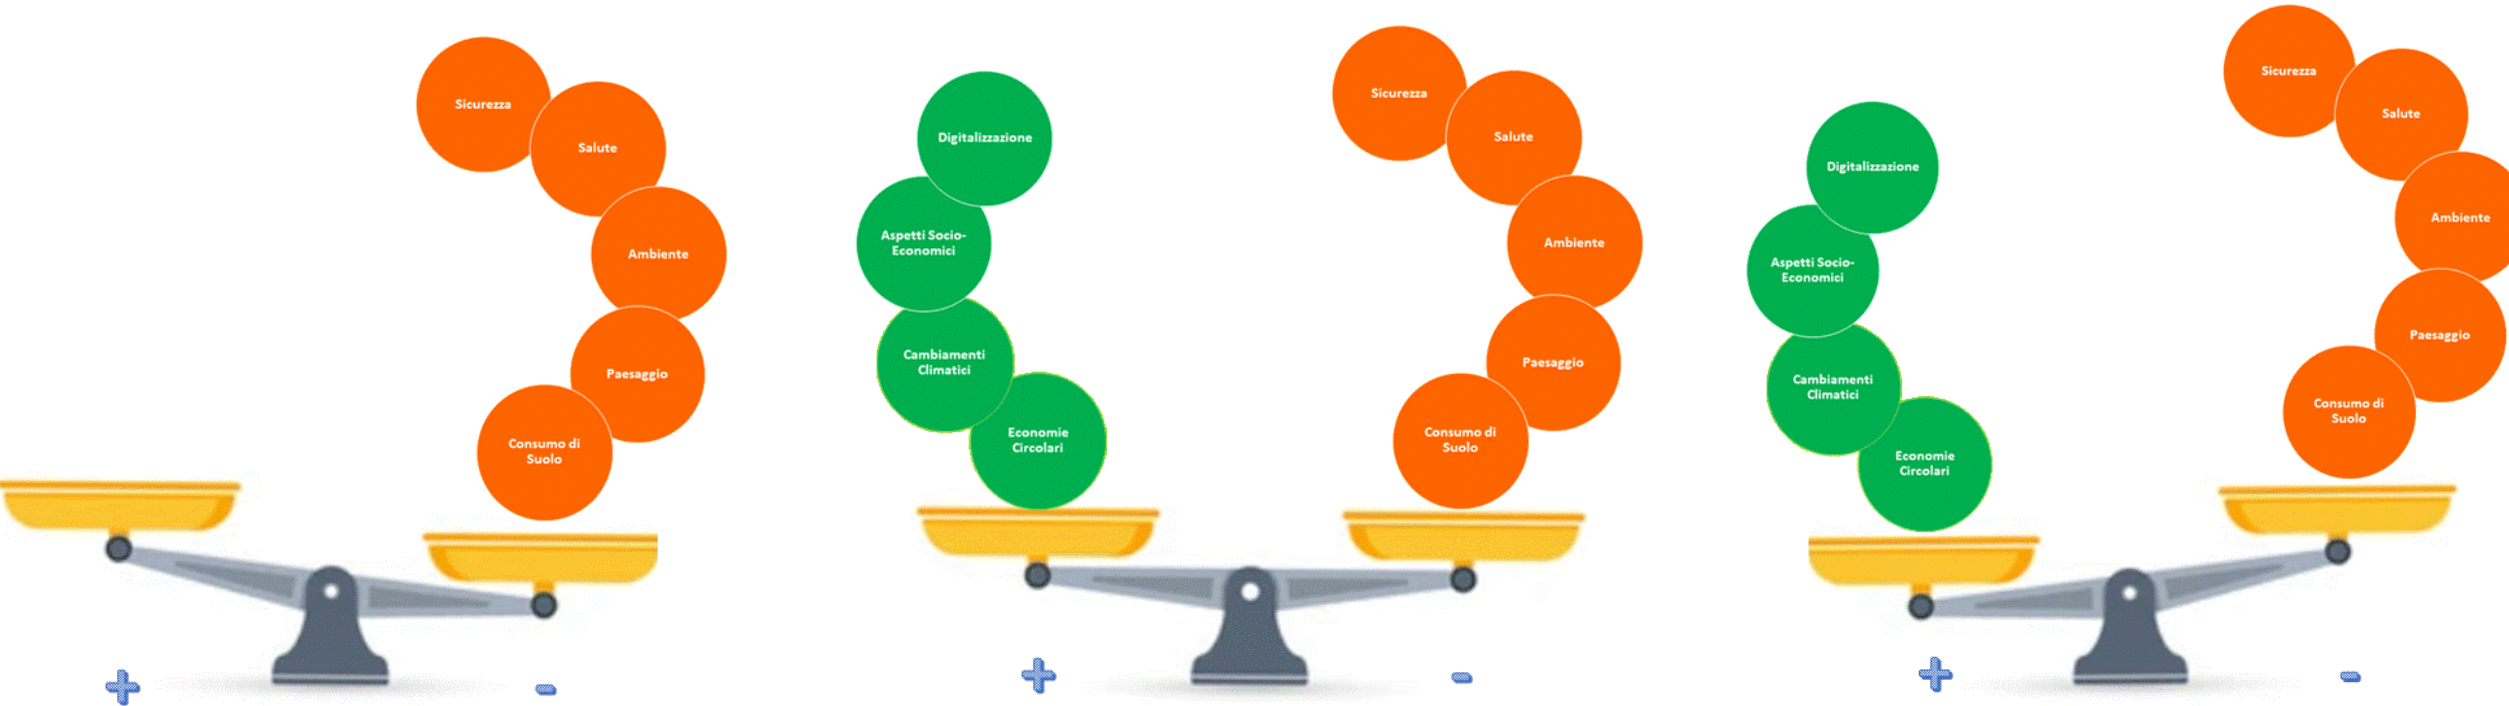 Sicurezza
Salute
Ambiente
Paesaggio
Consumo di
Suolo
+
-
Digitalizzazione
Aspetti Socio-
Economici
Cambiamenti
Climatici
Economie
Circolari
Sicurezza
Salute
Ambiente
Paesaggio
Consumo di
Suolo
+
-
Digitalizzazione
Aspetti Socio-
Economici
Cambiamenti
Climatici
Economie
Circolari
Sicurezza
Salute
Ambiente
Paesaggio
Consumo di
Suolo
+
-